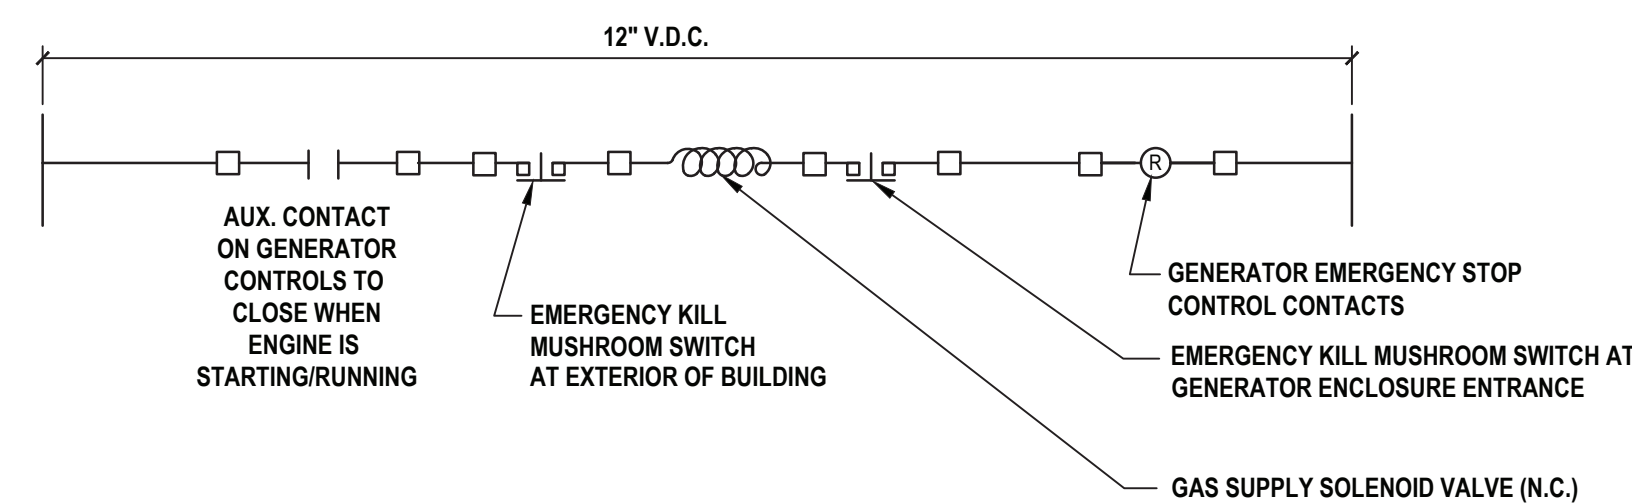 12" V.D.C.
R
AUX. CONTACT
ON GENERATOR
CONTROLS TO
CLOSE WHEN
ENGINE IS
STARTING/RUNNING
EMERGENCY KILL
MUSHROOM SWITCH
AT EXTERIOR OF BUILDING
GENERATOR EMERGENCY STOP
CONTROL CONTACTS
EMERGENCY KILL MUSHROOM SWITCH AT
GENERATOR ENCLOSURE ENTRANCE
GAS SUPPLY SOLENOID VALVE (N.C.)